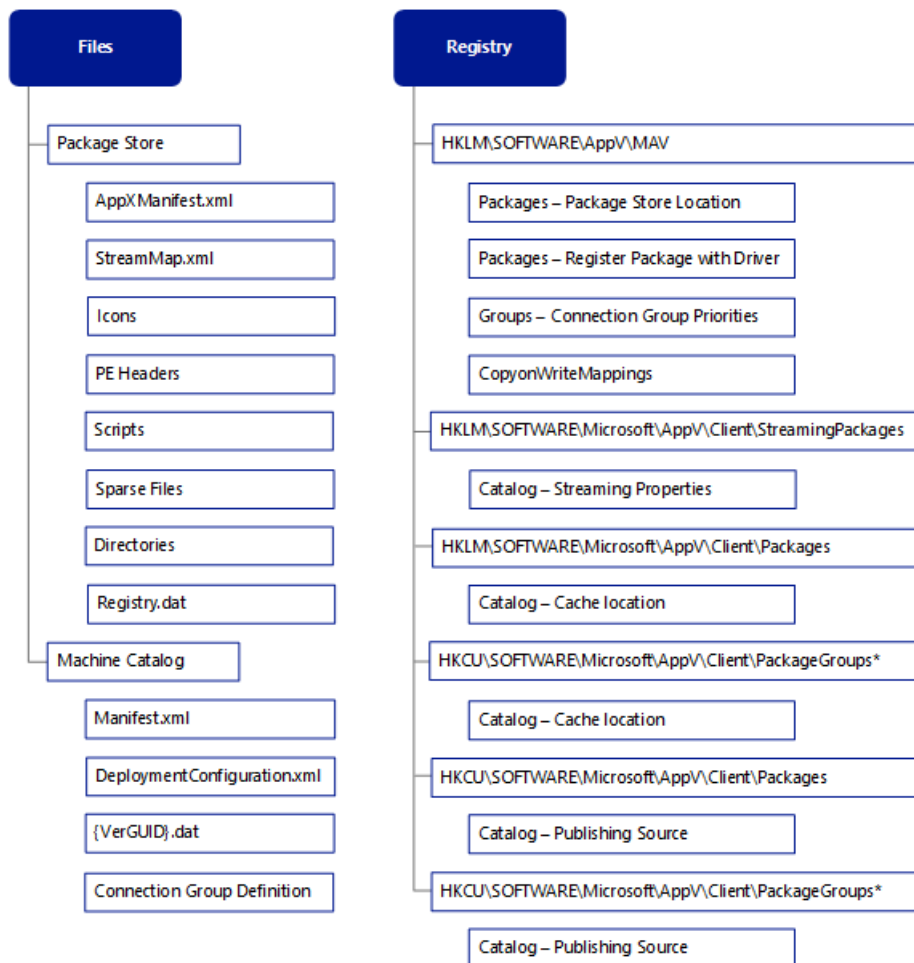 Files
Package Store
AppXManifest.xml
StreamMap.xml
Icons
PE Headers
Scripts
Sparse Files
Directories
Registry.dat
Machine Catalog
Manifest.xml
DeploymentConfiguration.xml
{VerGUID}.dat
Connection Group Definition
Registry
HKLM\SOFTWARE\AppV\MAV
Packages – Package Store Location
Packages – Register Package with Driver
Groups – Connection Group Priorities
CopyonWriteMappings
HKLM\SOFTWARE\Microsoft\AppV\Client\StreamingPackages
Catalog – Streaming Properties
HKLM\SOFTWARE\Microsoft\AppV\Client\Packages
Catalog – Cache location
HKCU\SOFTWARE\Microsoft\AppV\Client\PackageGroups*
Catalog – Cache location
HKCU\SOFTWARE\Microsoft\AppV\Client\Packages
Catalog – Publishing Source
HKCU\SOFTWARE\Microsoft\AppV\Client\PackageGroups*
Catalog – Publishing Source